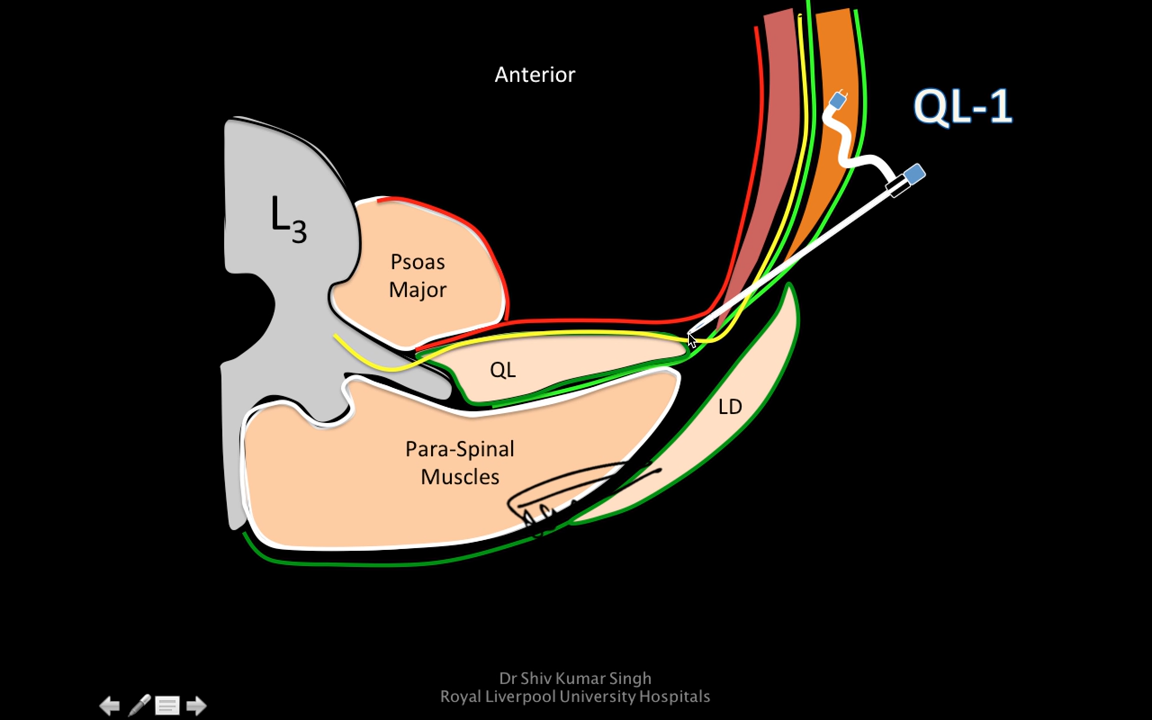 Anterior
QL-1
L3
Psoas
Major
QL
LD
Para-Spinal
Muscles
Dr Shiv Kumar Singh
Royal Liverpool University Hospitals